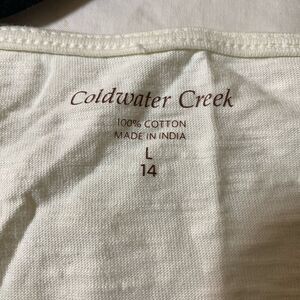 Coldwater Creek
100% COTTON
MADE IN INDIA
L
14